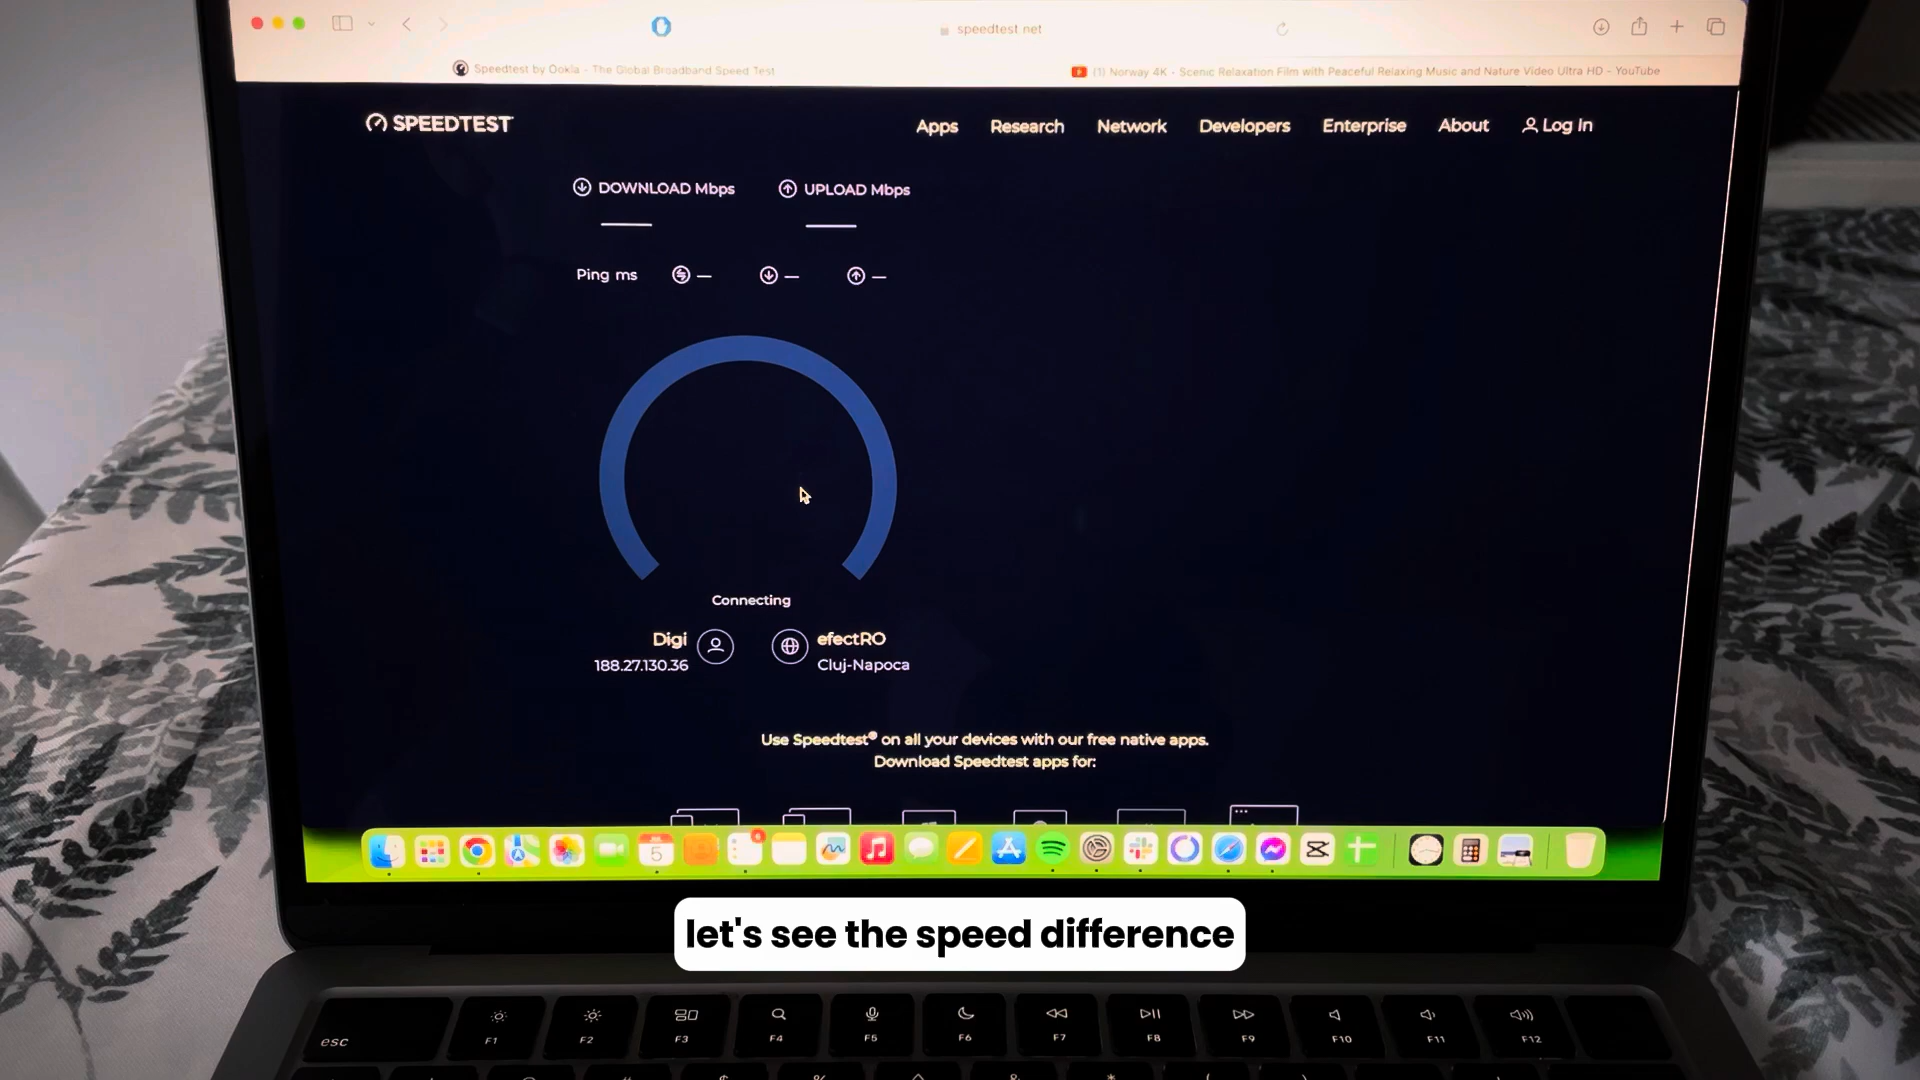 speedtest.net
Speedtest by Ookla - The Global Broadband Speed Test
(1) Norway 4K - Scenic Relaxation Film with Peaceful Relaxing Music and Nature Video Ultra HD - YouTube
SPEEDTEST
Apps Research Network Developers Enterprise About Log In
DOWNLOAD Mbps UPLOAD Mbps
Ping ms
Connecting
Digi
188.27.130.36
efectRO
Cluj-Napoca
Use Speedtest® on all your devices with our free native apps.
Download Speedtest apps for:
5
let's see the speed difference
esc F1 F2 F3 F4 F5 F6 F7 F8 F9 F10 F11 F12